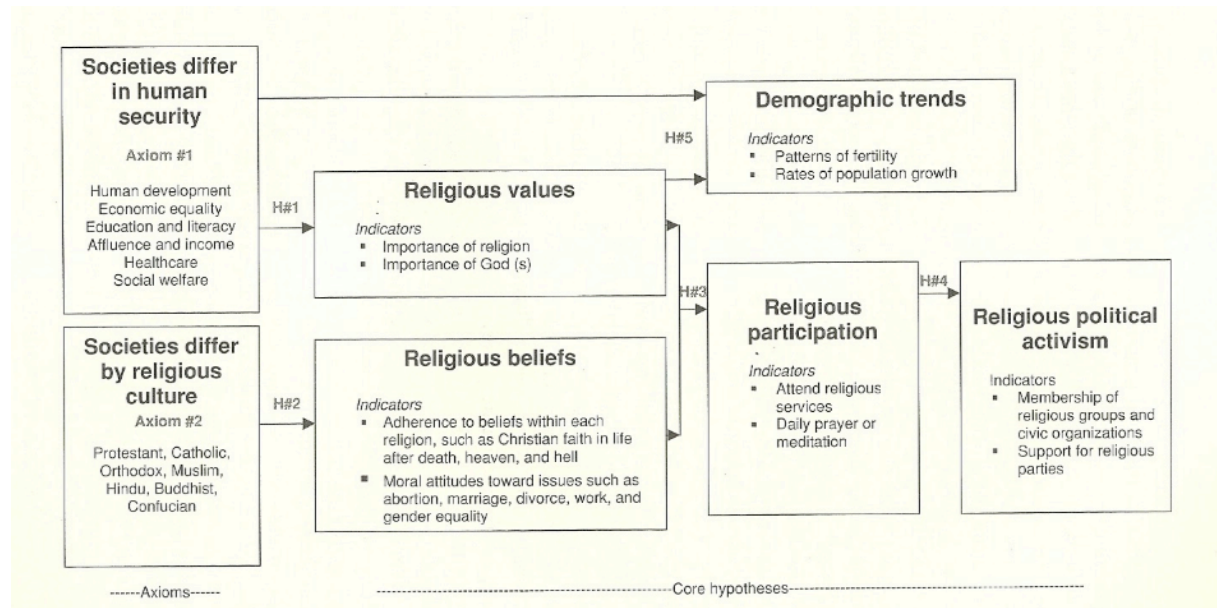 Societies differ
in human
security
Axiom #1
Human development
Economic equality
Education and literacy
Affluence and income
Healthcare
Social welfare
H#1
Religious values
Indicators
▪ Importance of religion
▪ Importance of God (s)
H#5
Demographic trends
Indicators
▪ Patterns of fertility
▪ Rates of population growth
Societies differ
by religious
culture
Axiom #2
Protestant, Catholic,
Orthodox, Muslim,
Hindu, Buddhist,
Confucian
H#2
Religious beliefs
Indicators
▪ Adherence to beliefs within each
religion, such as Christian faith in life
after death, heaven, and hell
▪ Moral attitudes toward issues such as
abortion, marriage, divorce, work, and
gender equality
H#3
Religious
participation
Indicators
▪ Attend religious
services
▪ Daily prayer or
meditation
H#4
Religious political
activism
Indicators
▪ Membership of
religious groups and
civic organizations
▪ Support for religious
parties
------Axioms-----
------Core hypotheses------